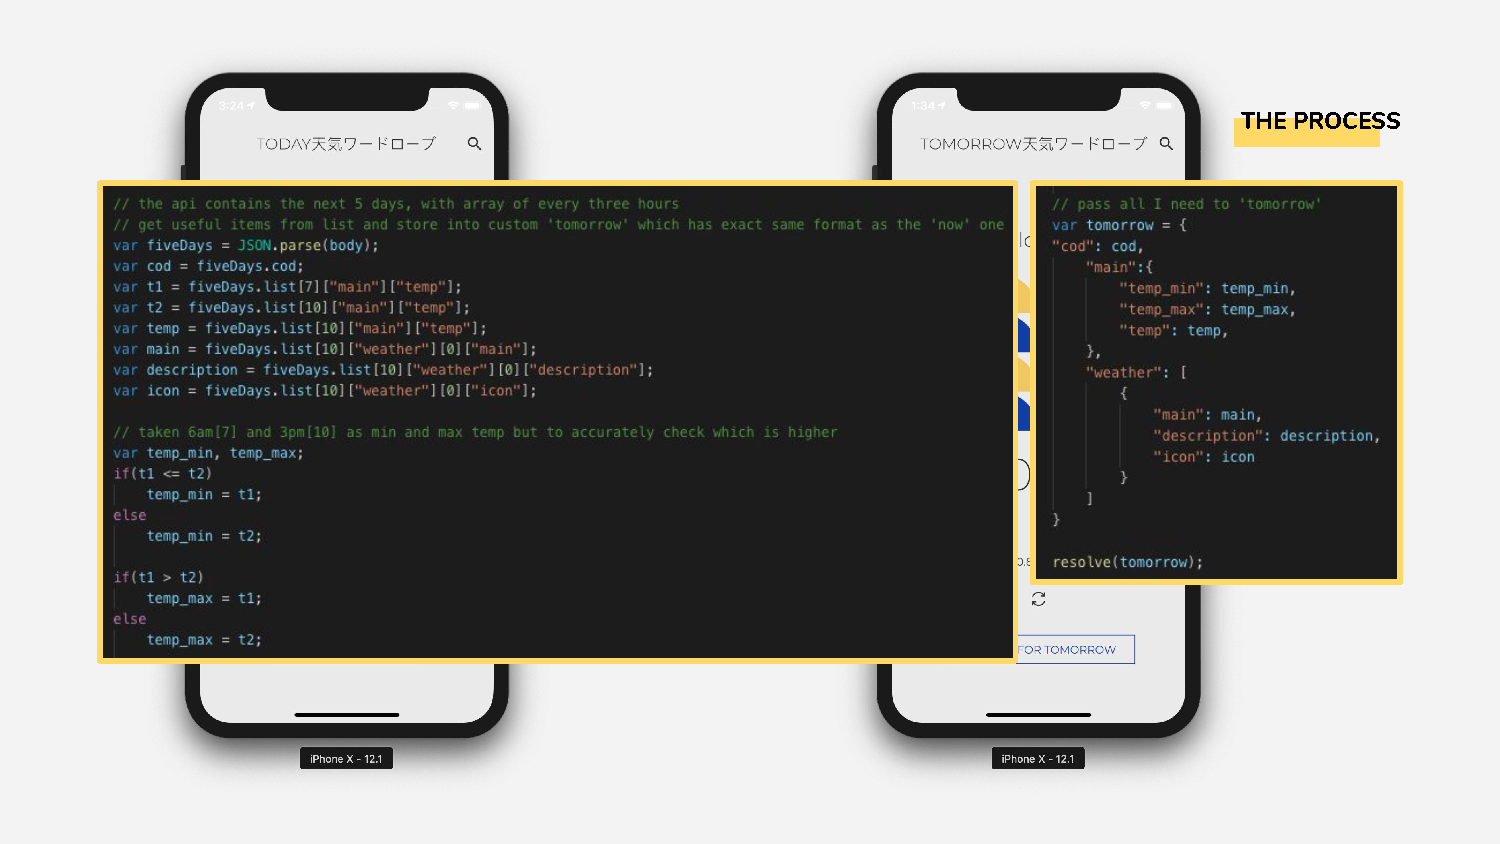 3:24
TODAY天気ワードローブ
1:34
TOMORROW天気ワードローブ
THE PROCESS
// the api contains the next 5 days, with array of every three hours
// get useful items from list and store into custom 'tomorrow' which has exact same format as the 'now' one
var fiveDays = JSON.parse(body);
var cod = fiveDays.cod;
var t1 = fiveDays.list[7]["main"]["temp"];
var t2 = fiveDays.list[10]["main"]["temp"];
var temp = fiveDays.list[10]["main"]["temp"];
var main = fiveDays.list[10]["weather"][0]["main"];
var description = fiveDays.list[10]["weather"][0]["description"];
var icon = fiveDays.list[10]["weather"][0]["icon"];
// taken 6am[7] and 3pm[10] as min and max temp but to accurately check which is higher
var temp_min, temp_max;
if(t1 <= t2)
temp_min = t1;
else
temp_min = t2;
if(t1 > t2)
temp_max = t1;
else
temp_max = t2;
// pass all I need to 'tomorrow'
var tomorrow = {
"cod": cod,
"main":{
"temp_min": temp_min,
"temp_max": temp_max,
"temp": temp,
},
"weather": [
{
"main": main,
"description": description,
"icon": icon
}
]
}
resolve(tomorrow);
FOR TOMORROW
iPhone X - 12.1
iPhone X - 12.1